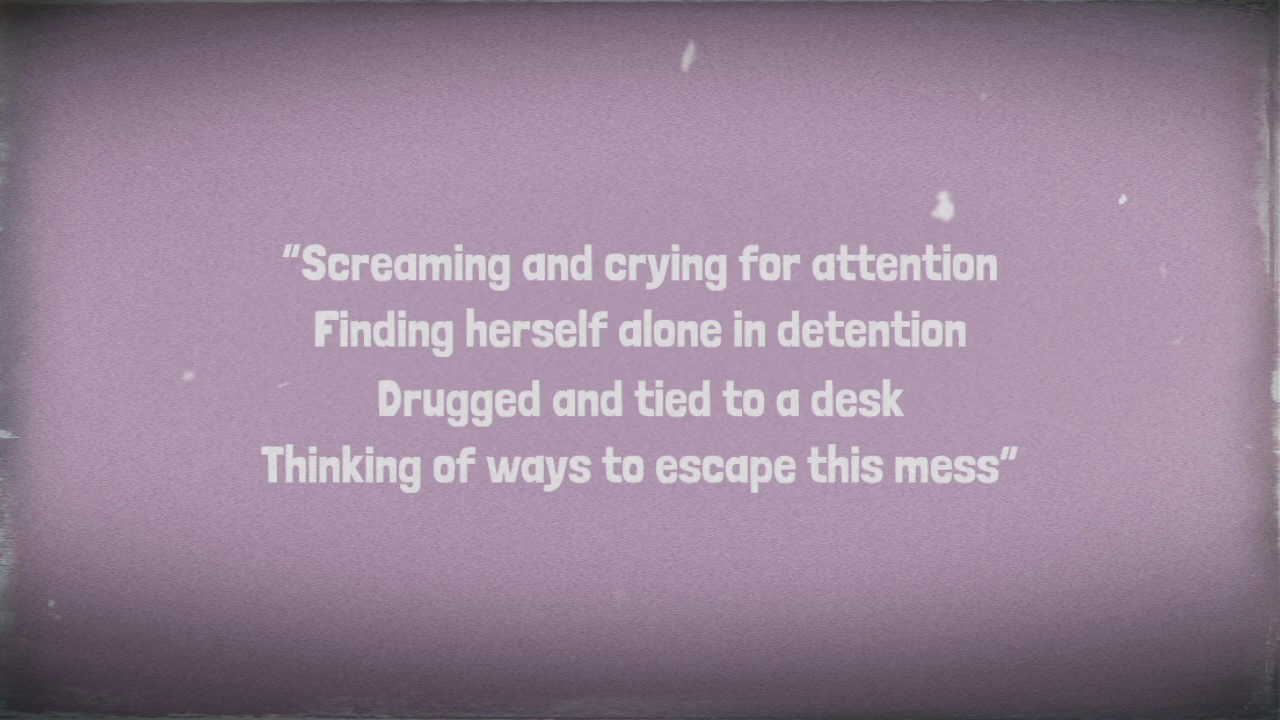 “Screaming and crying for attention
Finding herself alone in detention
Drugged and tied to a desk
Thinking of ways to escape this mess”